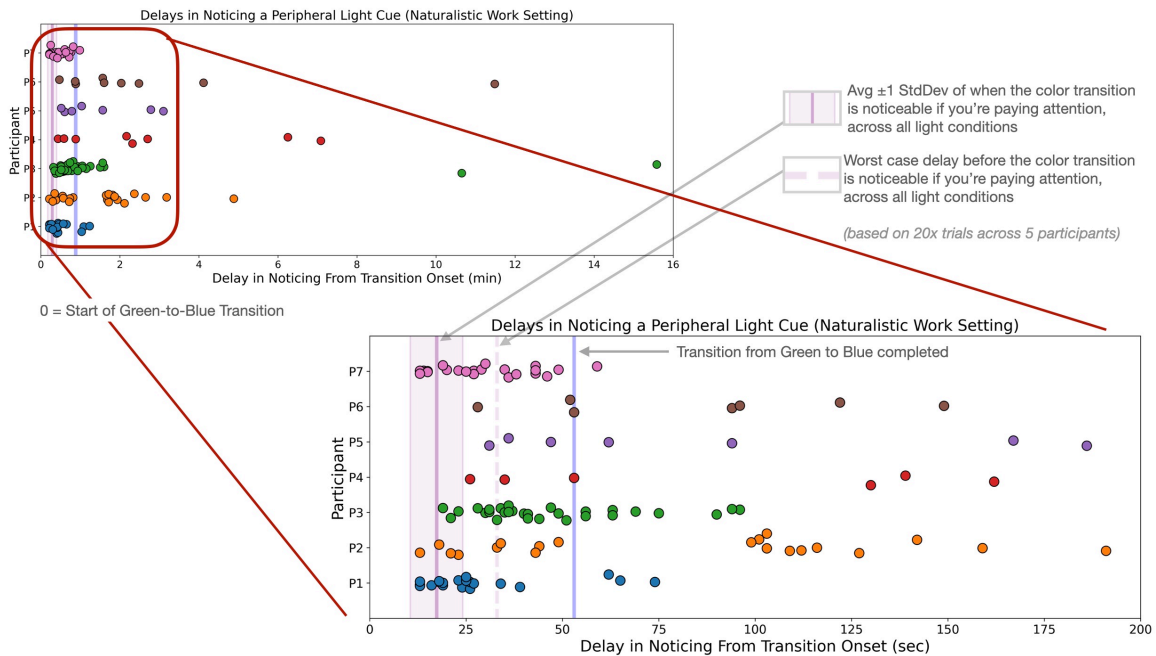 Delays in Noticing a Peripheral Light Cue (Naturalistic Work Setting)
Participant
P6
P5
P4
P3
P2
0
2
4
6
8
10
12
14
16
Delay in Noticing From Transition Onset (min)
0 = Start of Green-to-Blue Transition
Avg ±1 StdDev of when the color transition
is noticeable if you're paying attention,
across all light conditions
Worst case delay before the color transition
is noticeable if you're paying attention,
across all light conditions
(based on 20x trials across 5 participants)
Delays in Noticing a Peripheral Light Cue (Naturalistic Work Setting)
Transition from Green to Blue completed
Participant
P7
P6
P5
P4
P3
P2
P1
0
25
50
75
100
125
150
175
200
Delay in Noticing From Transition Onset (sec)